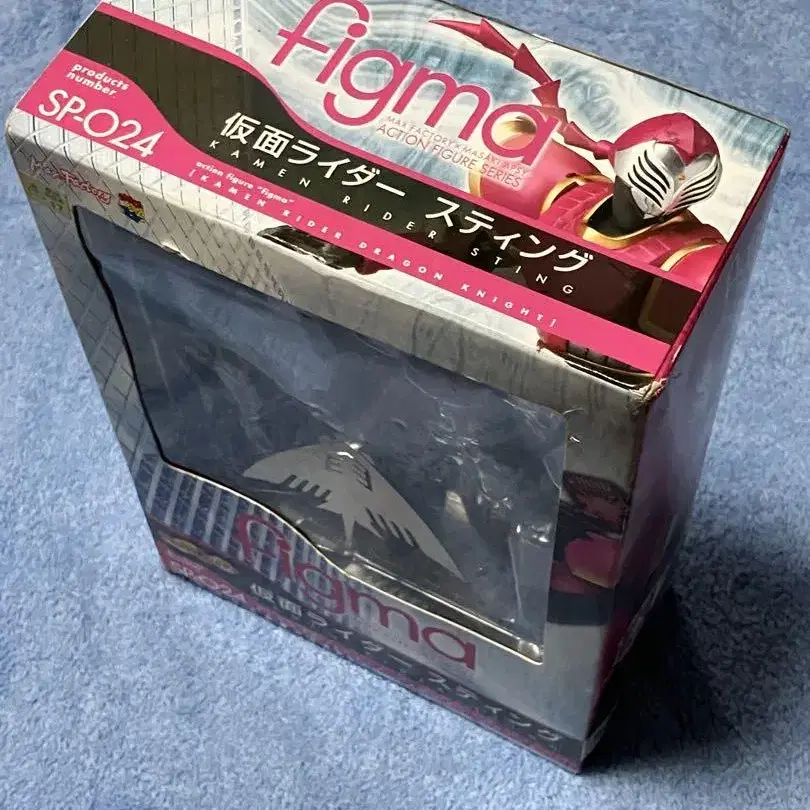 figma
MAX FACTORY × MASAKI APSY
ACTION FIGURE SERIES
products
number.
SP-024
仮面ライダー スティング
KAMEN RIDER STING
action figure "figma"
[KAMEN RIDER DRAGON KNIGHT]
Max Factory
figma
SP-024
仮面ライダー スティング